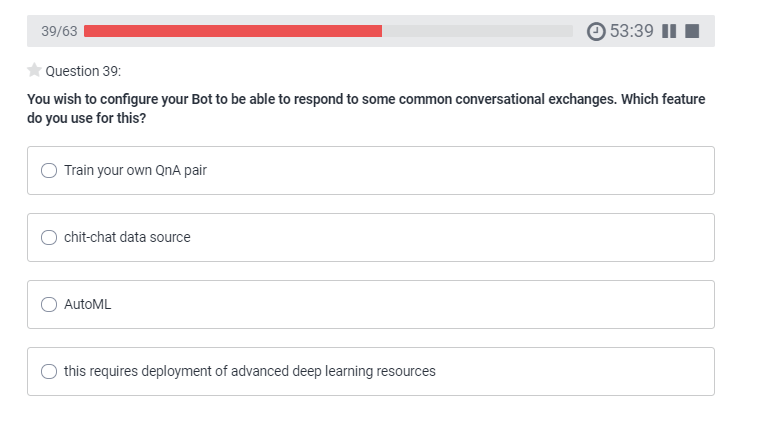 39/63
53:39
Question 39:
You wish to configure your Bot to be able to respond to some common conversational exchanges. Which feature
do you use for this?
Train your own QnA pair
chit-chat data source
AutoML
this requires deployment of advanced deep learning resources